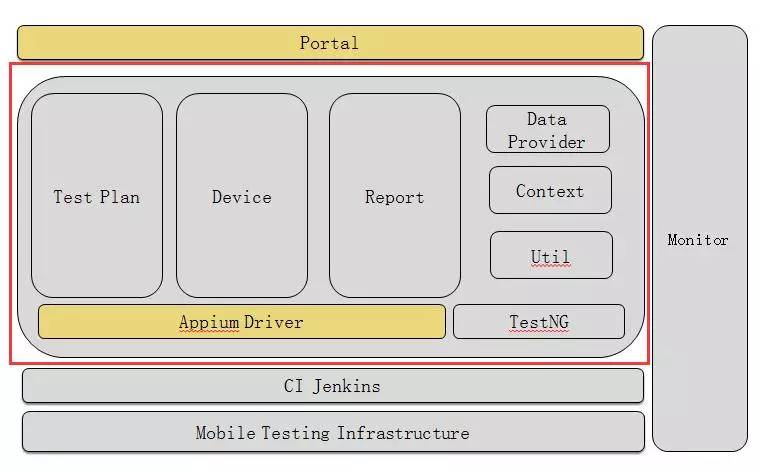 Portal
Test Plan
Device
Report
Data
Provider
Context
Util
Appium Driver
TestNG
CI Jenkins
Mobile Testing Infrastructure
Monitor